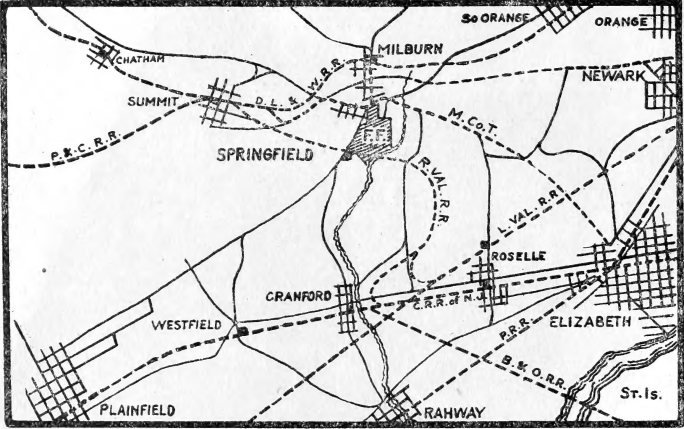 So ORANGE
ORANGE
MILBURN
CHATHAM
NEWARK
SUMMIT
D. L. & W. R. R.
M. Co. T.
P. & C. R. R.
F. F.
SPRINGFIELD
R. VAL. R. R.
L. VAL. R. R.
ROSELLE
CRANFORD
C. R. R. of N. J.
WESTFIELD
ELIZABETH
P. R. R.
B. & O. R. R.
ST. Is.
PLAINFIELD
RAHWAY